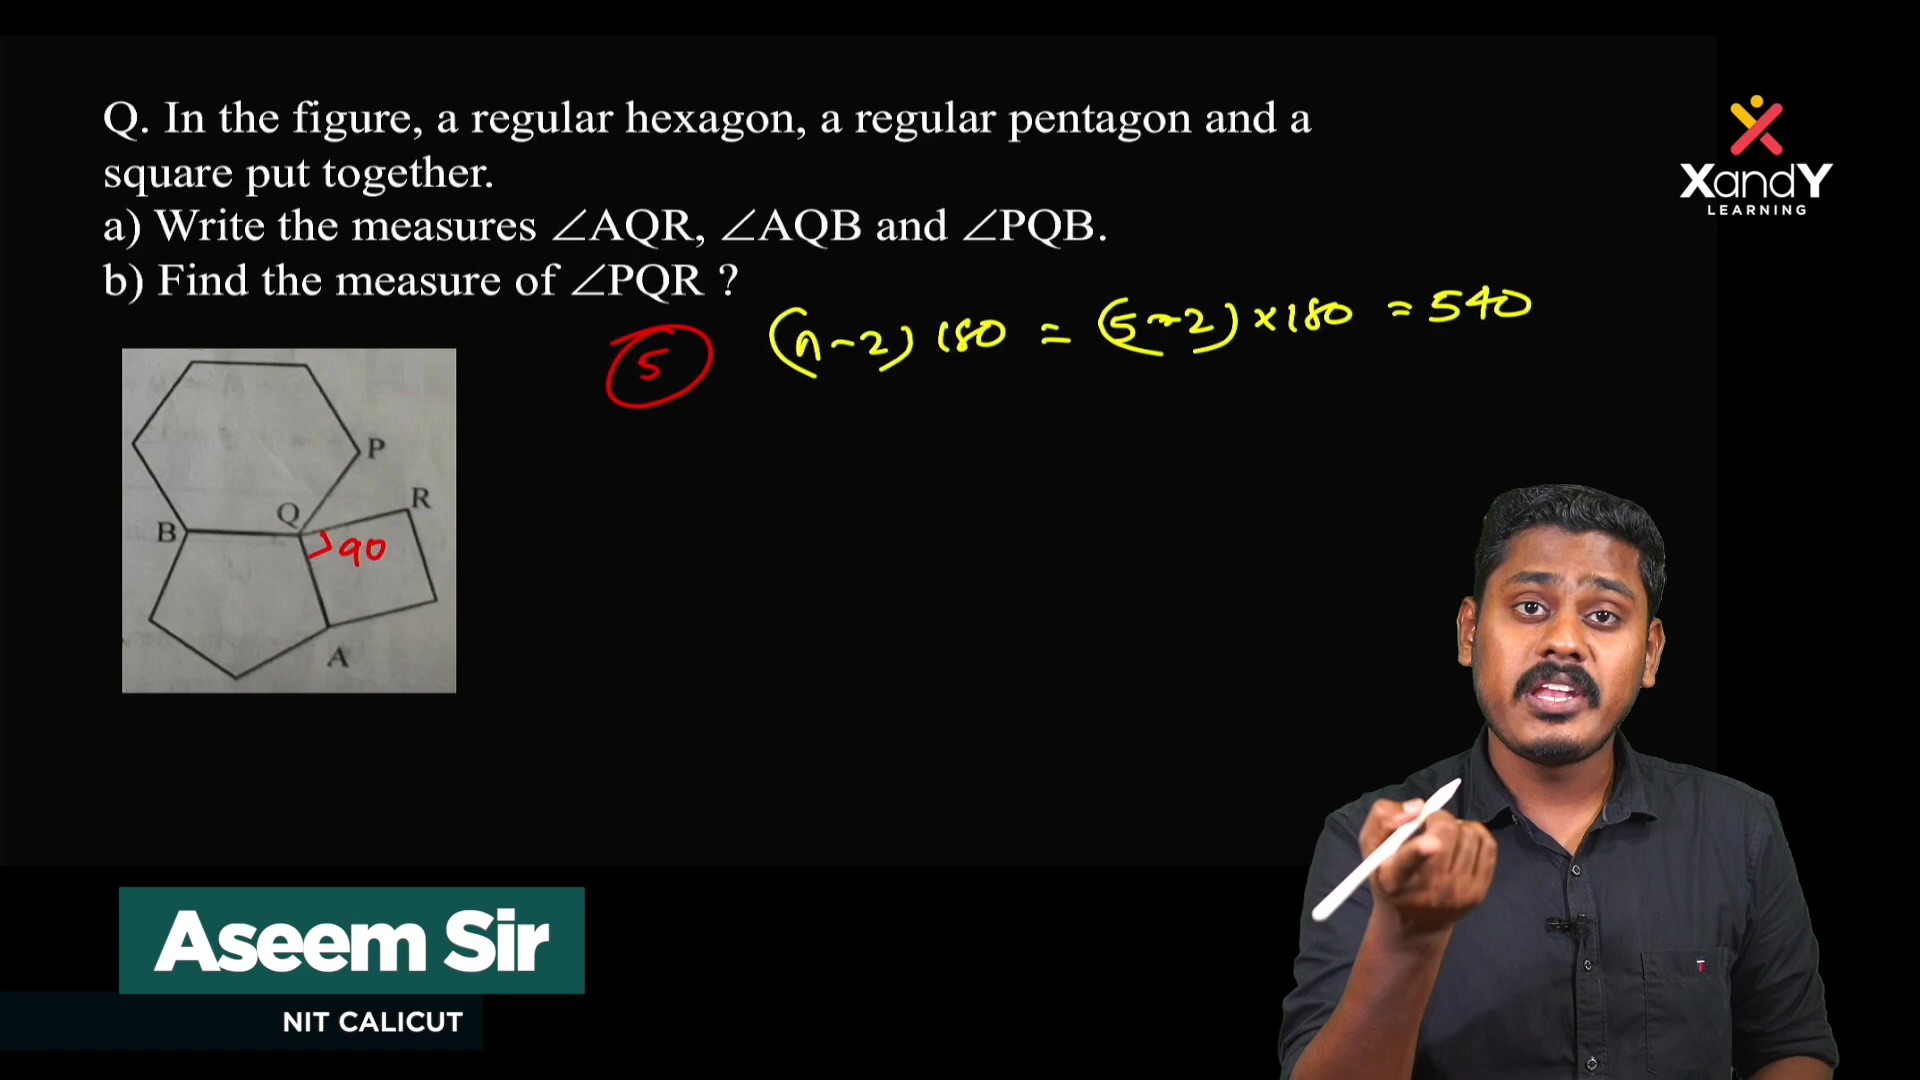 Q. In the figure, a regular hexagon, a regular pentagon and a
square put together.
a) Write the measures ∠AQR, ∠AQB and ∠PQB.
b) Find the measure of ∠PQR ?
5
(n-2) 180 = (5-2) × 180 = 540
P
R
Q
B
90
A
XandY
LEARNING
Aseem Sir
NIT CALICUT